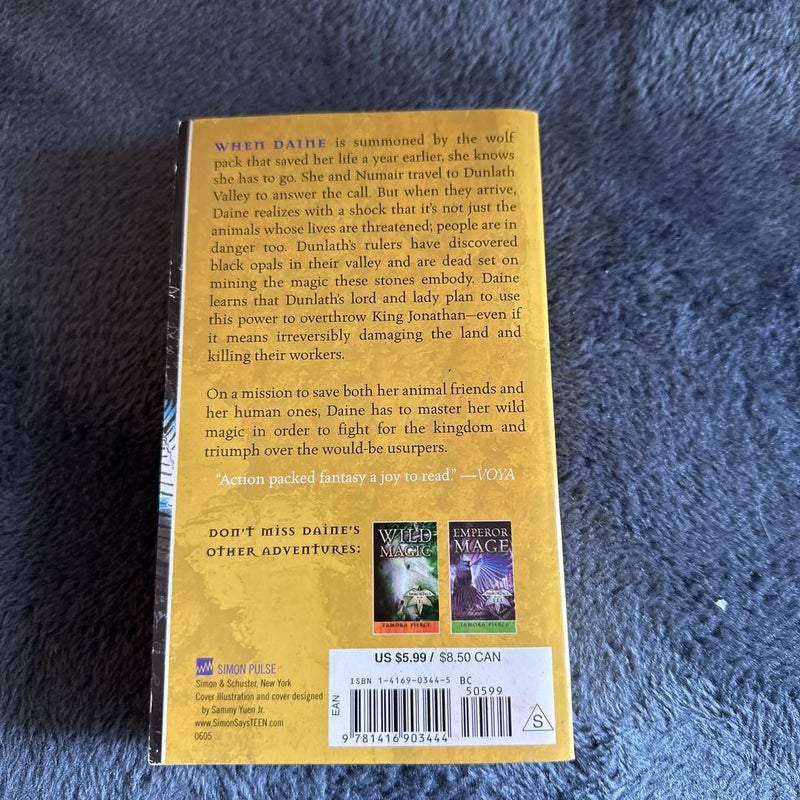 WHEN DAINE is summoned by the wolf
pack that saved her life a year earlier, she knows
she has to go. She and Numair travel to Dunlath
Valley to answer the call. But when they arrive,
Daine realizes with a shock that it's not just the
animals whose lives are threatened; people are in
danger too. Dunlath's rulers have discovered
black opals in their valley and are dead set on
mining the magic these stones embody. Daine
learns that Dunlath's lord and lady plan to use
this power to overthrow King Jonathan—even if
it means irreversibly damaging the land and
killing their workers.
On a mission to save both her animal friends and
her human ones, Daine has to master her wild
magic in order to fight for the kingdom and
triumph over the would-be usurpers.
"Action packed fantasy a joy to read." —VOYA
DON'T MISS DAINE'S
OTHER ADVENTURES:
WILD
MAGIC
TAMORA PIERCE
EMPEROR
MAGE
TAMORA PIERCE
SIMON PULSE
Simon & Schuster, New York
Cover illustration and cover designed
by Sammy Yuen Jr.
www.SimonSaysTEEN.com
0605
US $5.99 / $8.50 CAN
ISBN 1-4169-0344-5 BC
50599
EAN
9 781416 903444
S